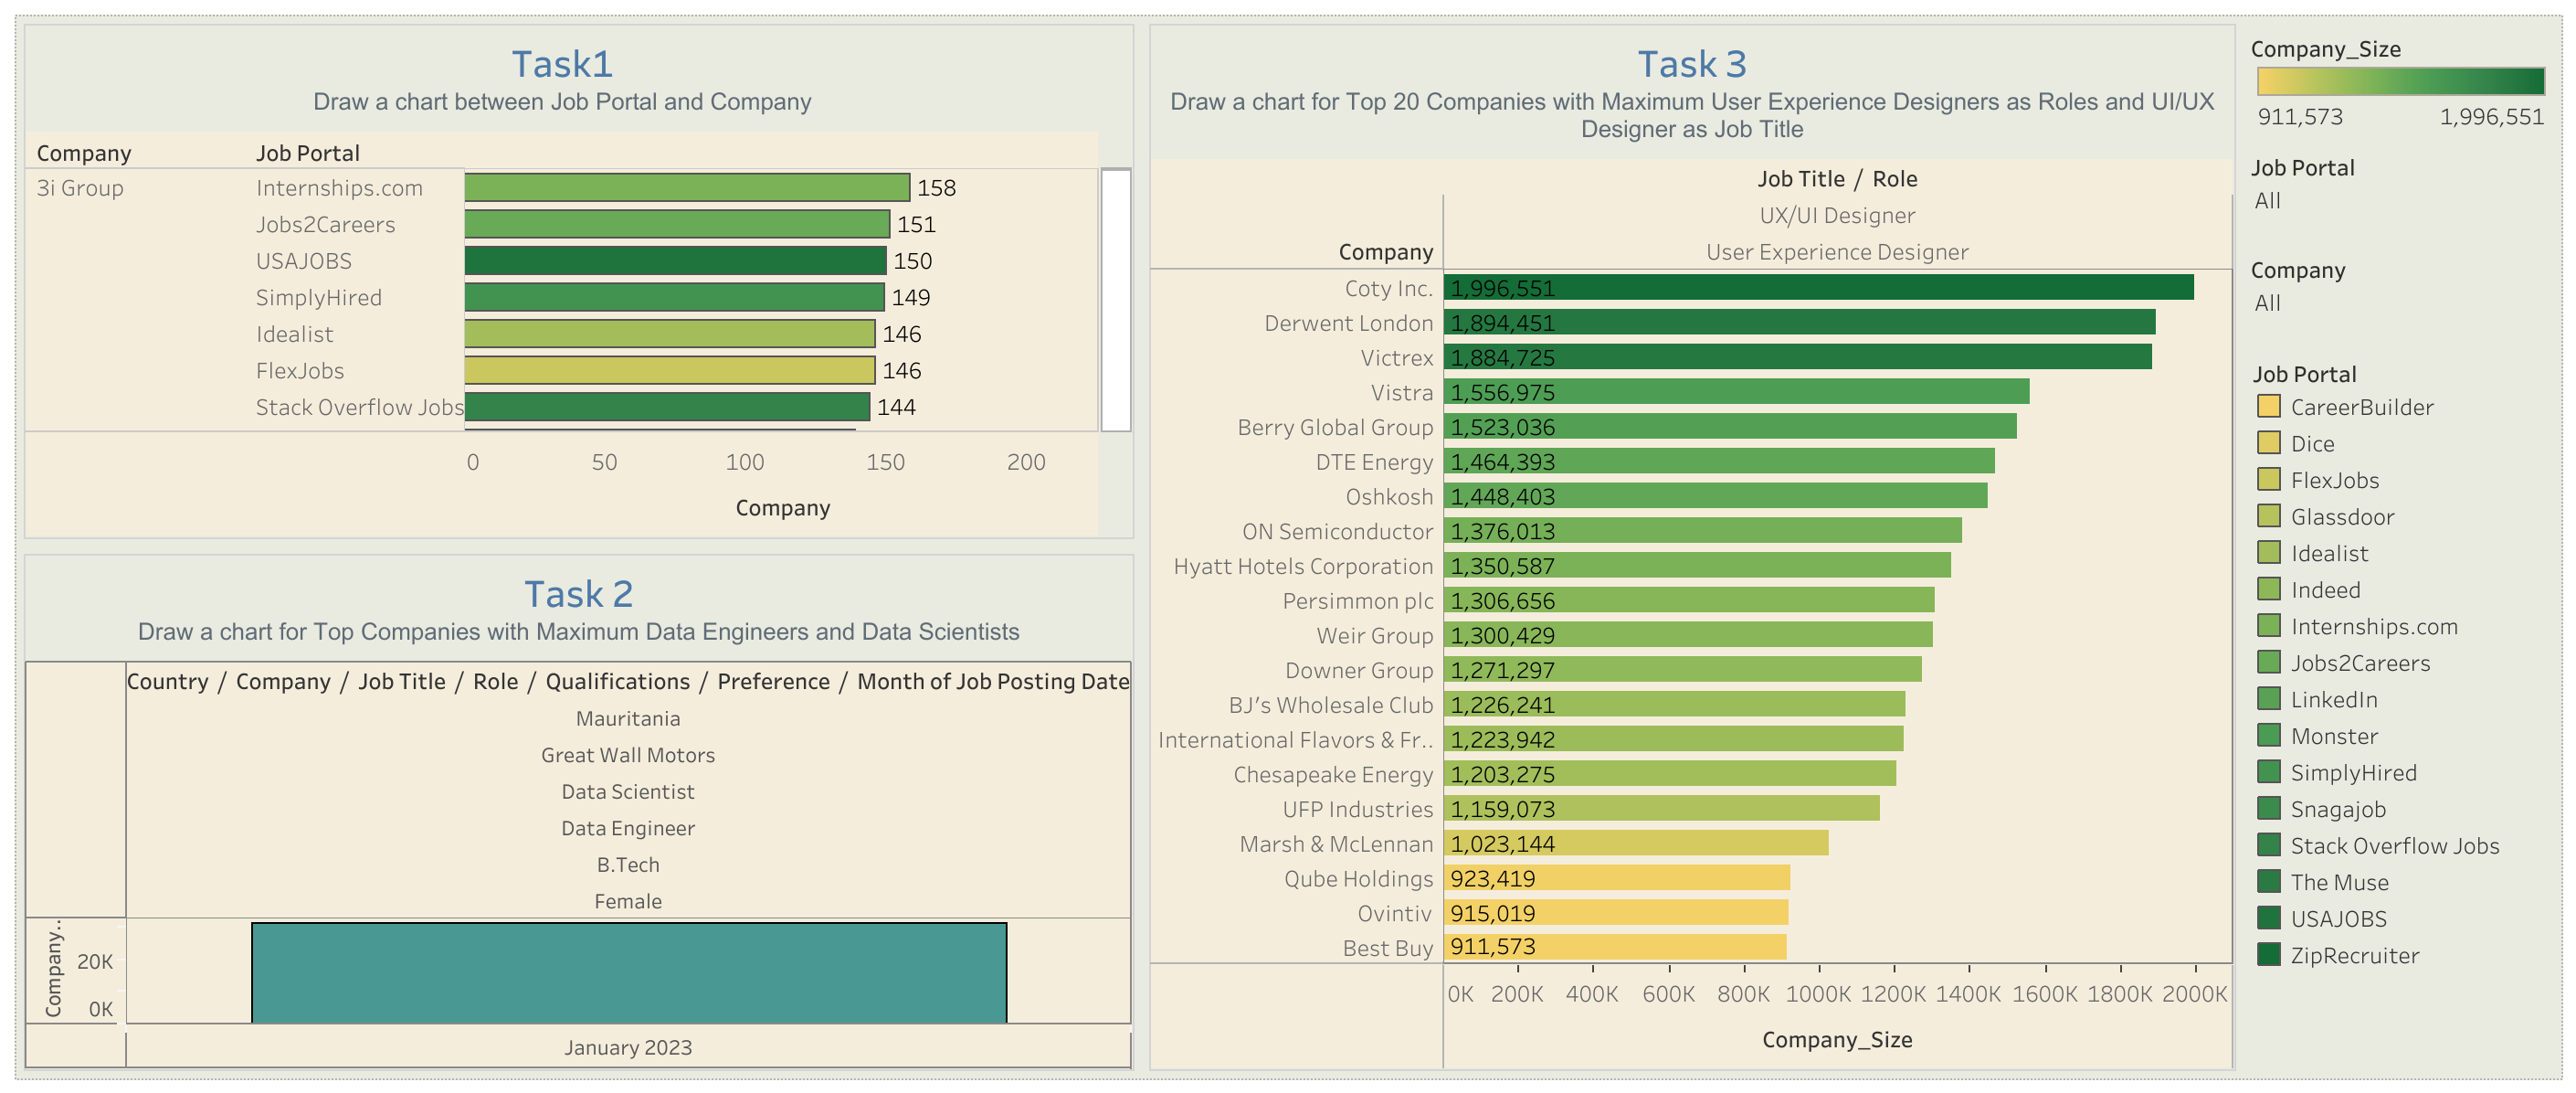 Task1
Draw a chart between Job Portal and Company
Company Job Portal
3i Group Internships.com 158
Jobs2Careers 151
USAJOBS 150
SimplyHired 149
Idealist 146
FlexJobs 146
Stack Overflow Jobs 144
0 50 100 150 200
Company
Task 2
Draw a chart for Top Companies with Maximum Data Engineers and Data Scientists
Country / Company / Job Title / Role / Qualifications / Preference / Month of Job Posting Date
Mauritania
Great Wall Motors
Data Scientist
Data Engineer
B.Tech
Female
Company..
20K
0K
January 2023
Task 3
Draw a chart for Top 20 Companies with Maximum User Experience Designers as Roles and UI/UX
Designer as Job Title
Job Title / Role
UX/UI Designer
Company User Experience Designer
Coty Inc. 1,996,551
Derwent London 1,894,451
Victrex 1,884,725
Vistra 1,556,975
Berry Global Group 1,523,036
DTE Energy 1,464,393
Oshkosh 1,448,403
ON Semiconductor 1,376,013
Hyatt Hotels Corporation 1,350,587
Persimmon plc 1,306,656
Weir Group 1,300,429
Downer Group 1,271,297
BJ's Wholesale Club 1,226,241
International Flavors & Fr.. 1,223,942
Chesapeake Energy 1,203,275
UFP Industries 1,159,073
Marsh & McLennan 1,023,144
Qube Holdings 923,419
Ovintiv 915,019
Best Buy 911,573
0K 200K 400K 600K 800K 1000K 1200K 1400K 1600K 1800K 2000K
Company_Size
Company_Size
911,573 1,996,551
Job Portal
All
Company
All
Job Portal
CareerBuilder
Dice
FlexJobs
Glassdoor
Idealist
Indeed
Internships.com
Jobs2Careers
LinkedIn
Monster
SimplyHired
Snagajob
Stack Overflow Jobs
The Muse
USAJOBS
ZipRecruiter